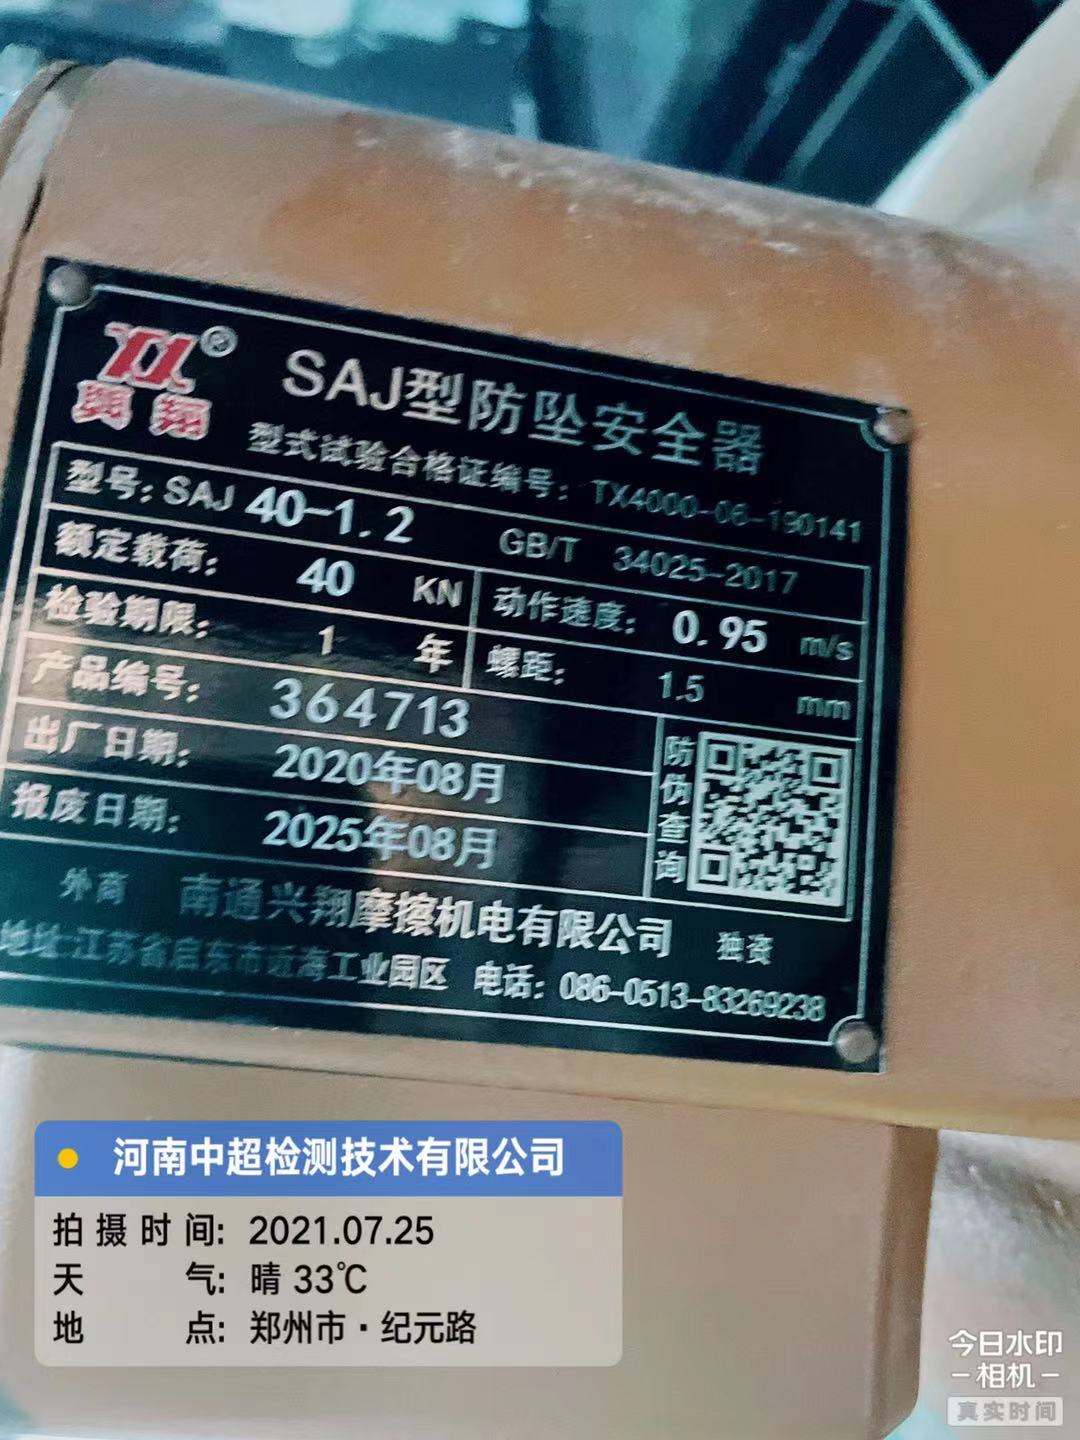 興翔 ®
SAJ型防坠安全器
型式试验合格证编号: TX4000-06-190141
型号: SAJ 40-1.2 GB/T 34025-2017
额定载荷: 40 KN 动作速度: 0.95 m/s
检验期限: 1 年 螺距: 1.5 mm
产品编号: 364713
出厂日期: 2020年08月
报废日期: 2025年08月
防伪查询
外商 南通兴翔摩擦机电有限公司 独资
地址:江苏省启东市近海工业园区 电话: 086-0513-83269238
河南中超检测技术有限公司
拍摄时间: 2021.07.25
天气: 晴 33℃
地点: 郑州市·纪元路
今日水印
-相机-
真实时间